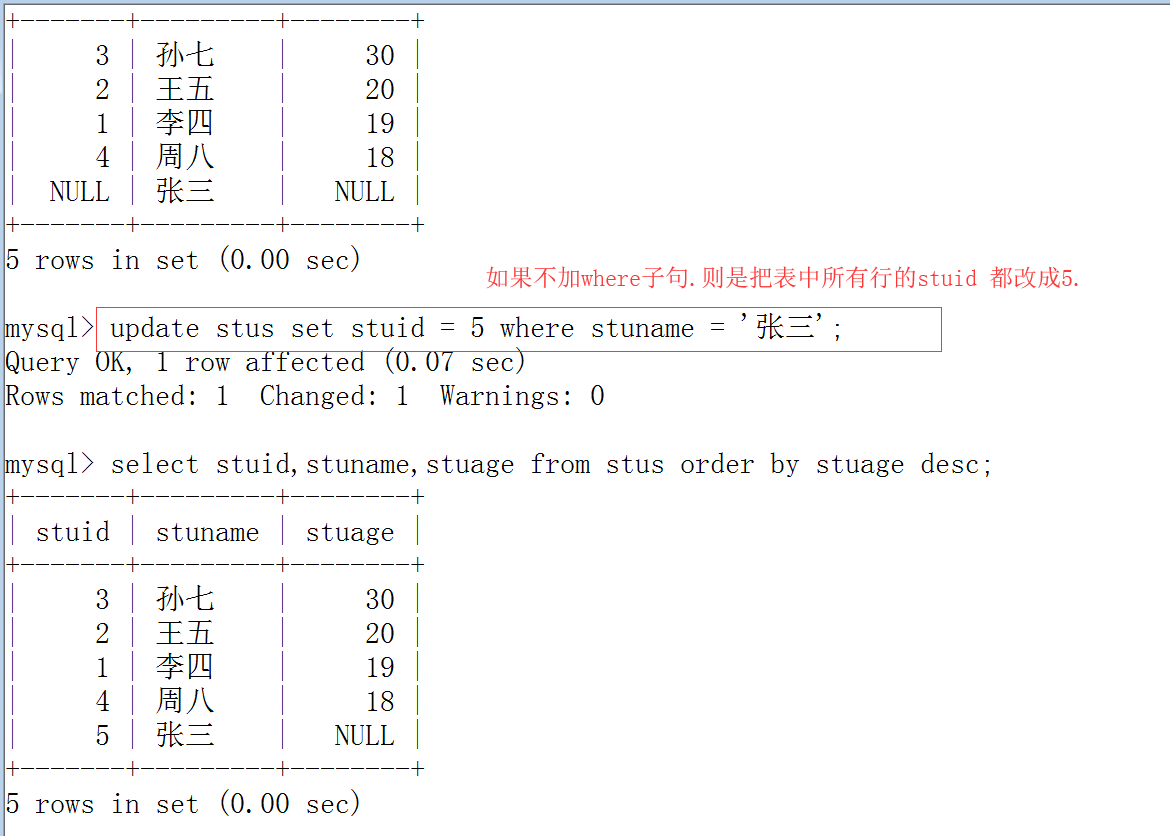 +-------+---------+--------+
|     3 | 孙七    |     30 |
|     2 | 王五    |     20 |
|     1 | 李四    |     19 |
|     4 | 周八    |     18 |
|  NULL | 张三    |   NULL |
+-------+---------+--------+
5 rows in set (0.00 sec)
如果不加where子句.则是把表中所有行的stuid 都改成5.
mysql> update stus set stuid = 5 where stuname = '张三';
Query OK, 1 row affected (0.07 sec)
Rows matched: 1  Changed: 1  Warnings: 0
mysql> select stuid,stuname,stuage from stus order by stuage desc;
+-------+---------+--------+
| stuid | stuname | stuage |
+-------+---------+--------+
|     3 | 孙七    |     30 |
|     2 | 王五    |     20 |
|     1 | 李四    |     19 |
|     4 | 周八    |     18 |
|     5 | 张三    |   NULL |
+-------+---------+--------+
5 rows in set (0.00 sec)